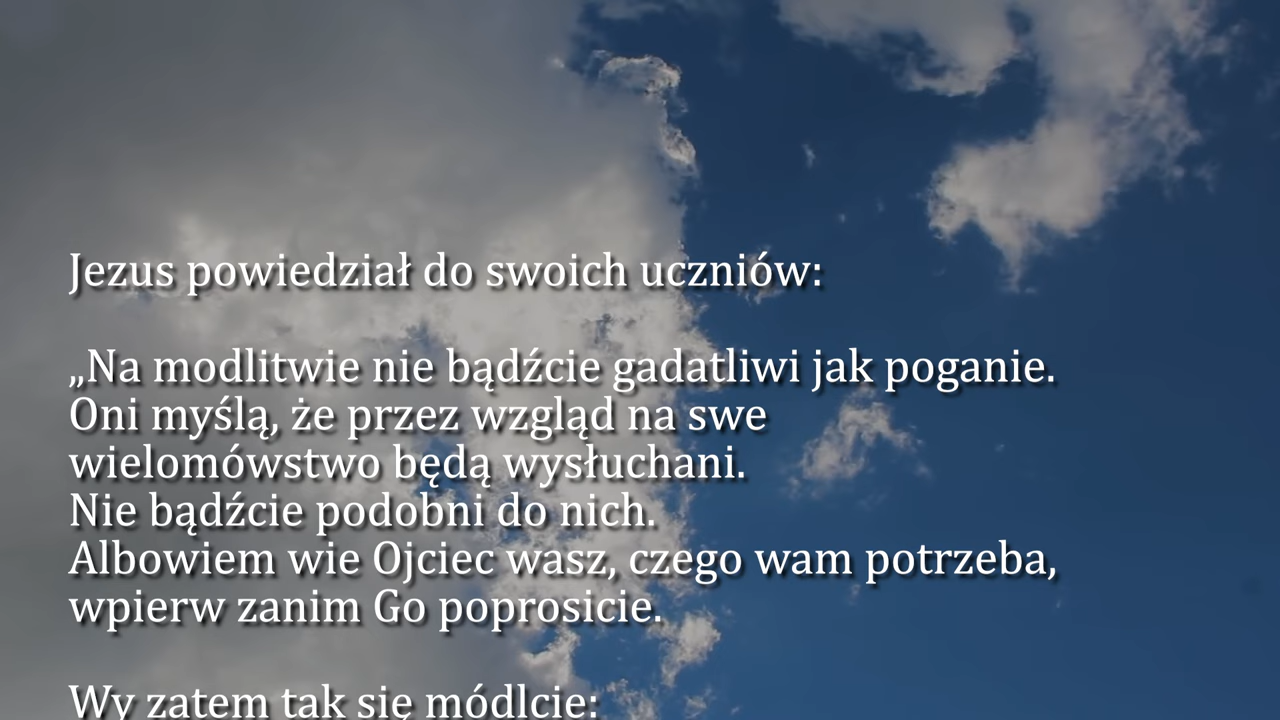 Jezus powiedział do swoich uczniów:
„Na modlitwie nie bądźcie gadatliwi jak poganie.
Oni myślą, że przez wzgląd na swe
wielomówstwo będą wysłuchani.
Nie bądźcie podobni do nich.
Albowiem wie Ojciec wasz, czego wam potrzeba,
wpierw zanim Go poprosicie.
Wy zatem tak się módlcie: